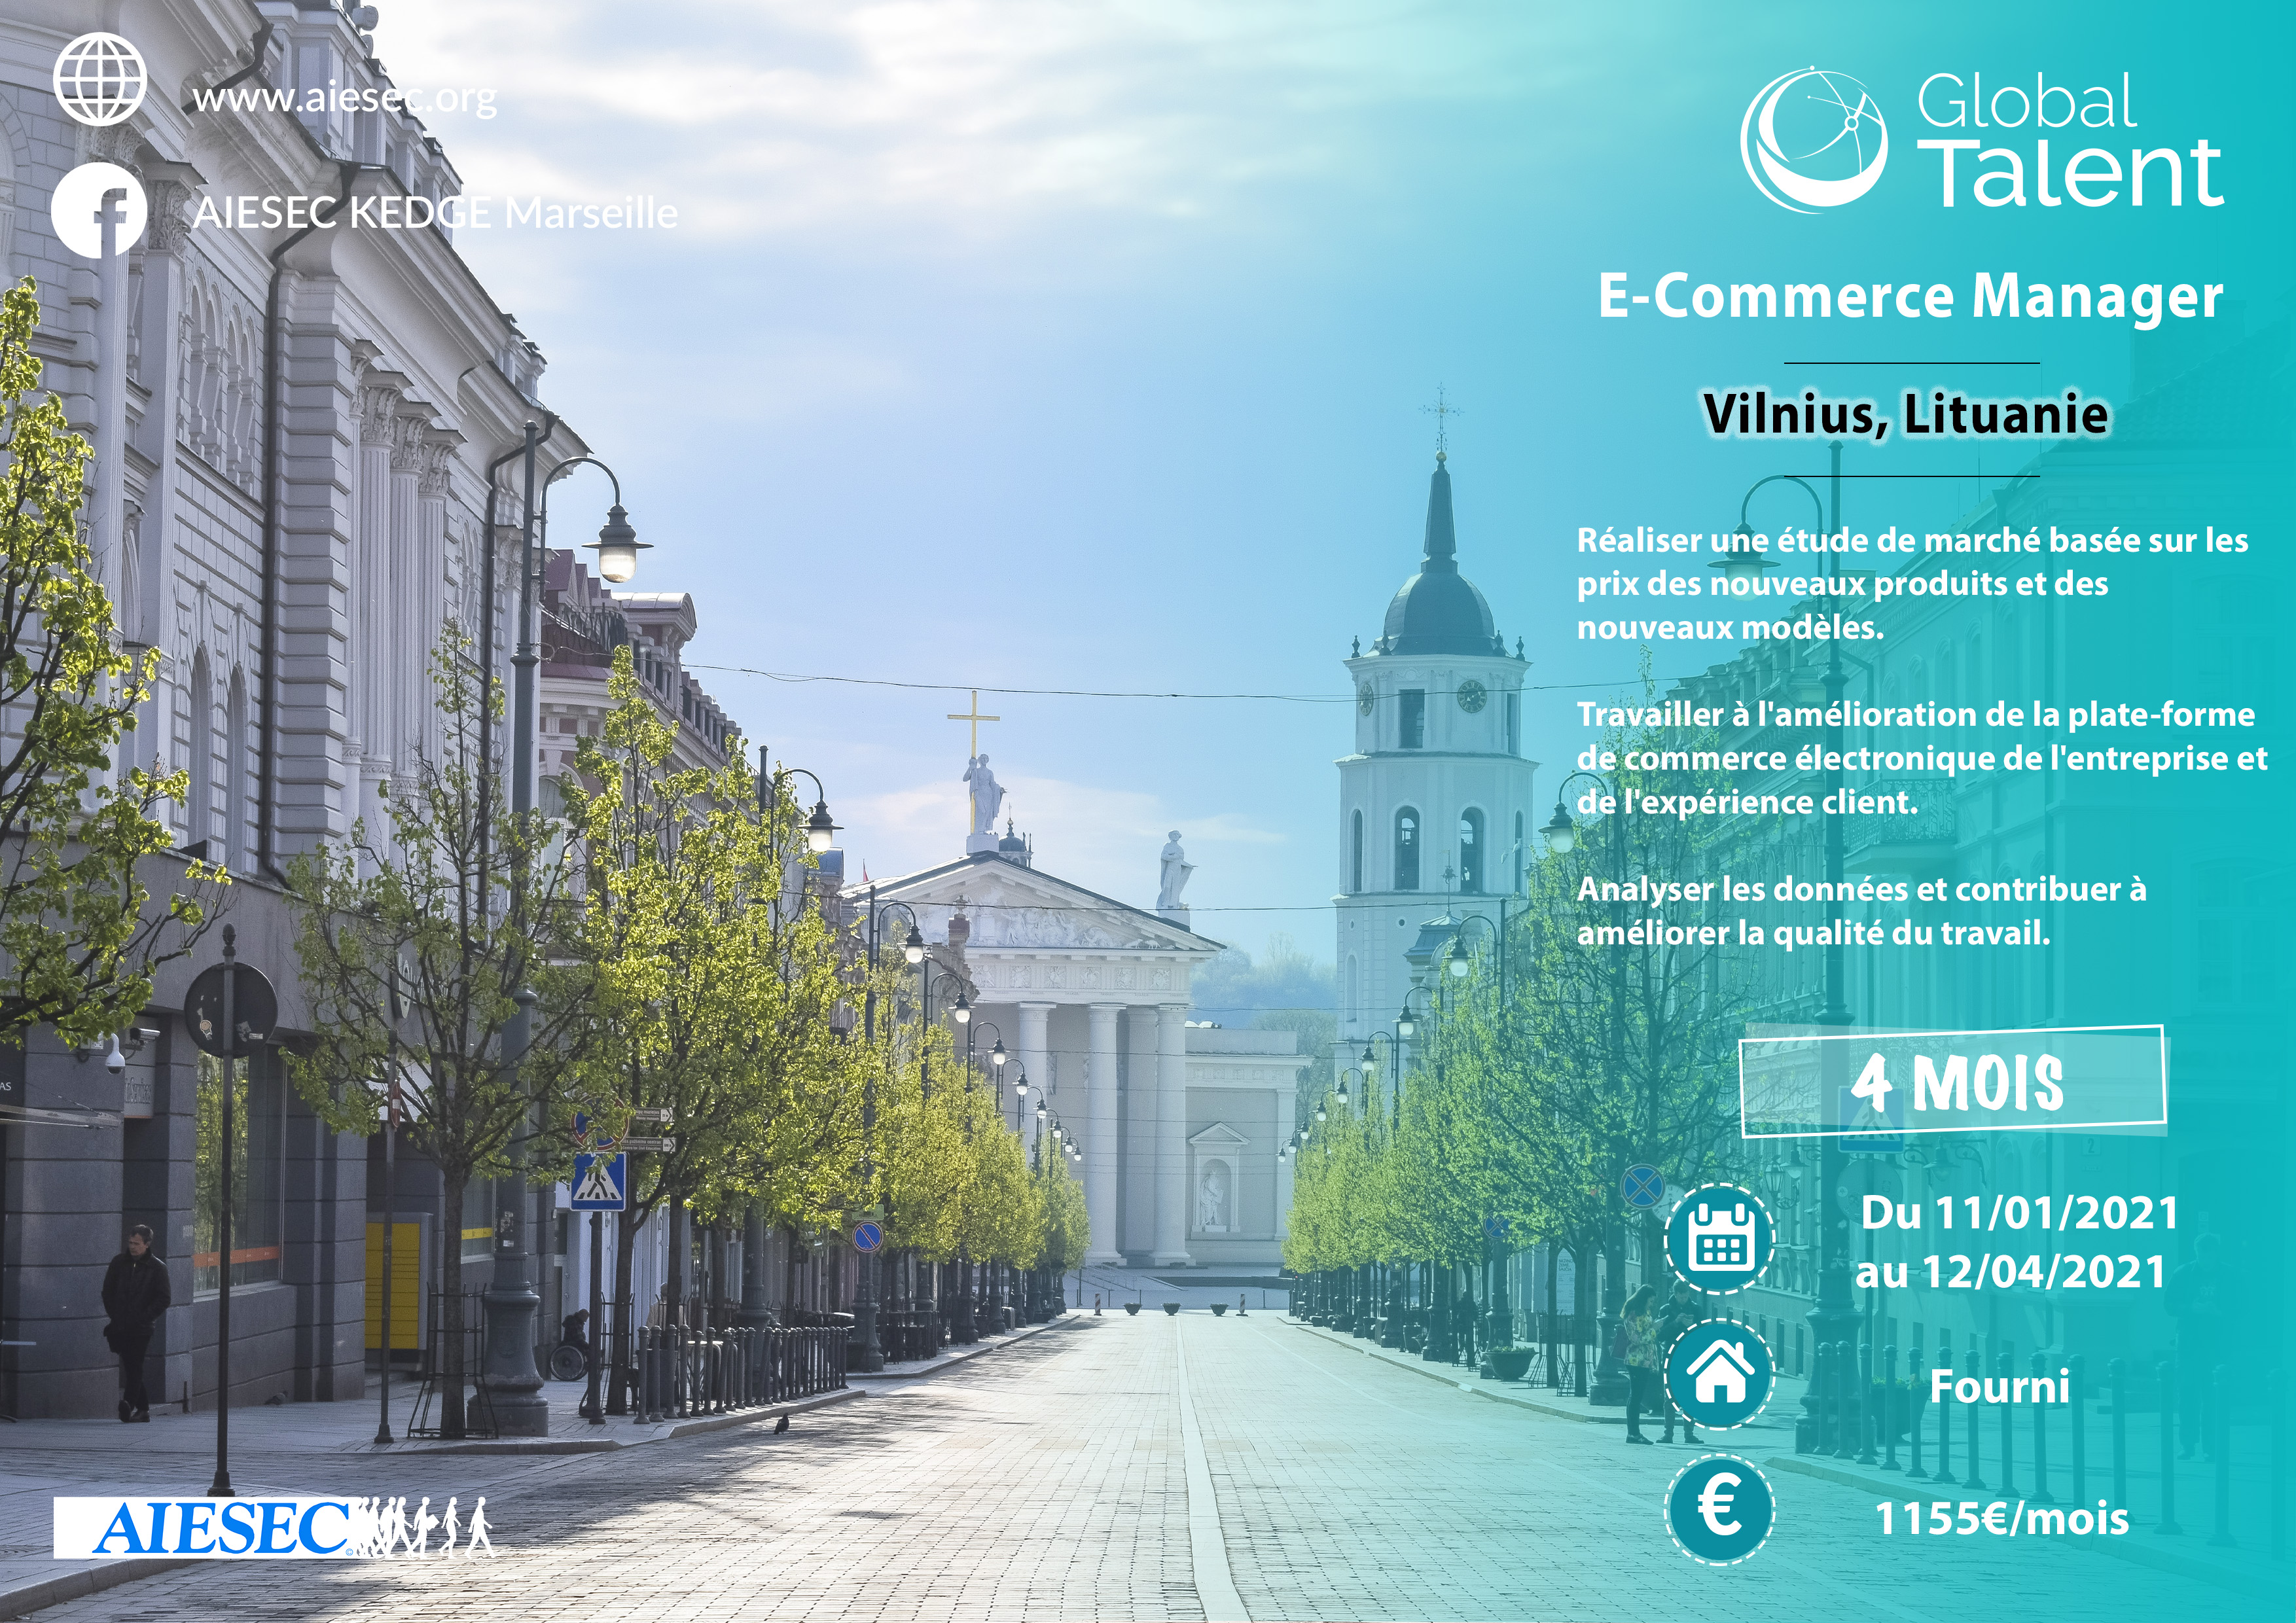 www.aiesec.org
AIESEC KEDGE Marseille
Global
Talent
E-Commerce Manager
Vilnius, Lituanie
Réaliser une étude de marché basée sur les
prix des nouveaux produits et des
nouveaux modèles.
Travailler à l'amélioration de la plate-forme
de commerce électronique de l'entreprise et
de l'expérience client.
Analyser les données et contribuer à
améliorer la qualité du travail.
4 MOIS
Du 11/01/2021
au 12/04/2021
Fourni
€
1155€/mois
AIESEC